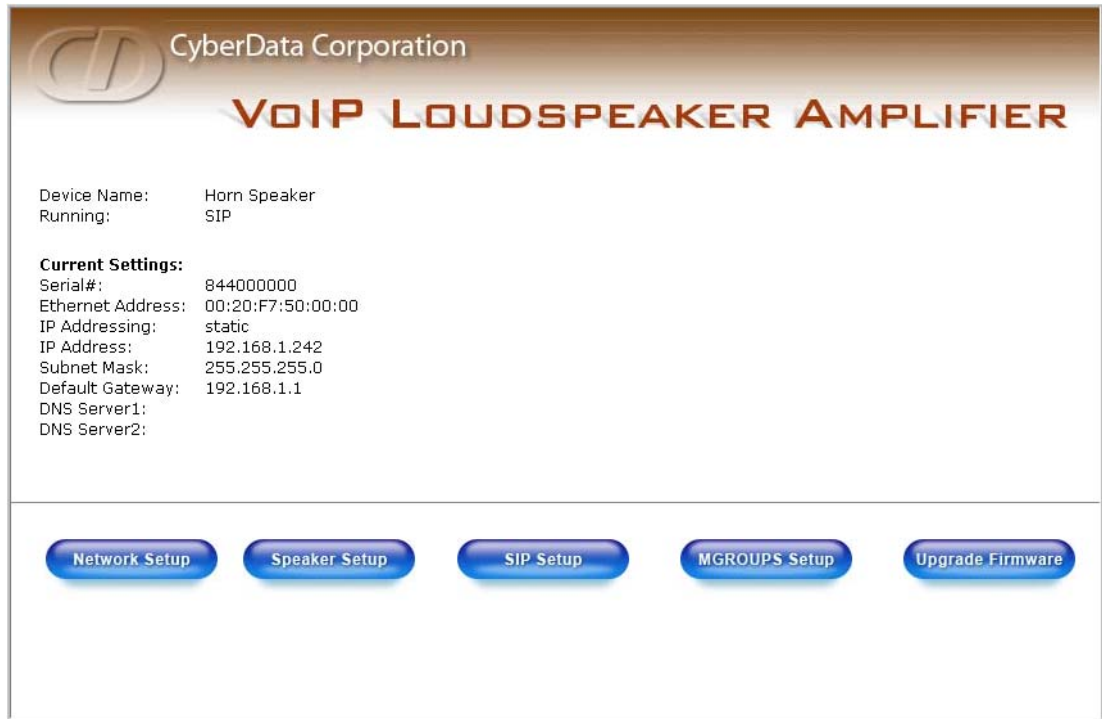 CD CyberData Corporation
VoIP Loudspeaker Amplifier
Device Name: Horn Speaker
Running: SIP
Current Settings:
Serial#: 844000000
Ethernet Address: 00:20:F7:50:00:00
IP Addressing: static
IP Address: 192.168.1.242
Subnet Mask: 255.255.255.0
Default Gateway: 192.168.1.1
DNS Server1:
DNS Server2:
Network Setup Speaker Setup SIP Setup MGROUPS Setup Upgrade Firmware